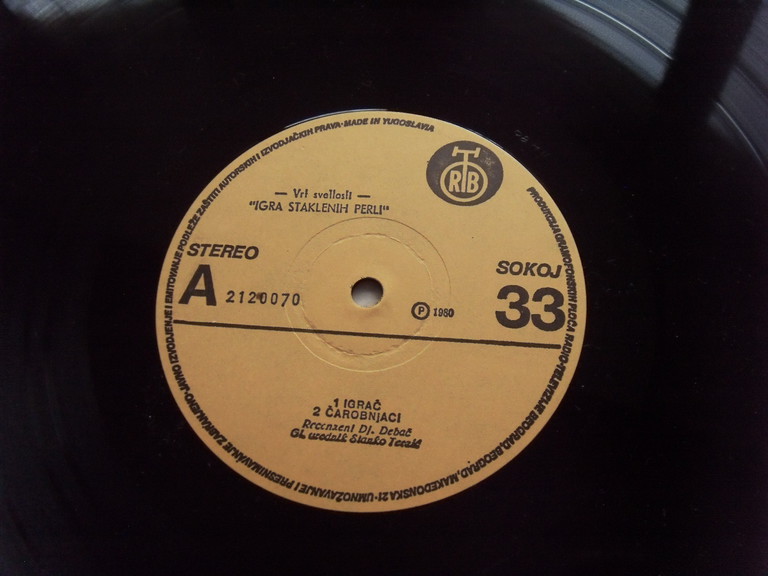 JAVNO IZVODJENJE I EMITOVANJE PODLEŽE ZAŠTITI AUTORSKIH I IZVODJAČKIH PRAVA·MADE IN YUGOSLAVIA
RTB
— Vrt svetlosti —
"IGRA STAKLENIH PERLI"
STEREO
SOKOJ
A 2120070
P 1980
33
1 IGRAČ
2 ČAROBNJACI
Recenzent Dj. Debač
Gl. urednik Stanko Terzić
PRODUKCIJA GRAMOFONSKIH PLOČA RADIO-TELEVIZIJE BEOGRAD, BEOGRAD, MAKEDONSKA 21·UMNOŽAVANJE I PRESNIMAVANJE ZABRANJENO·